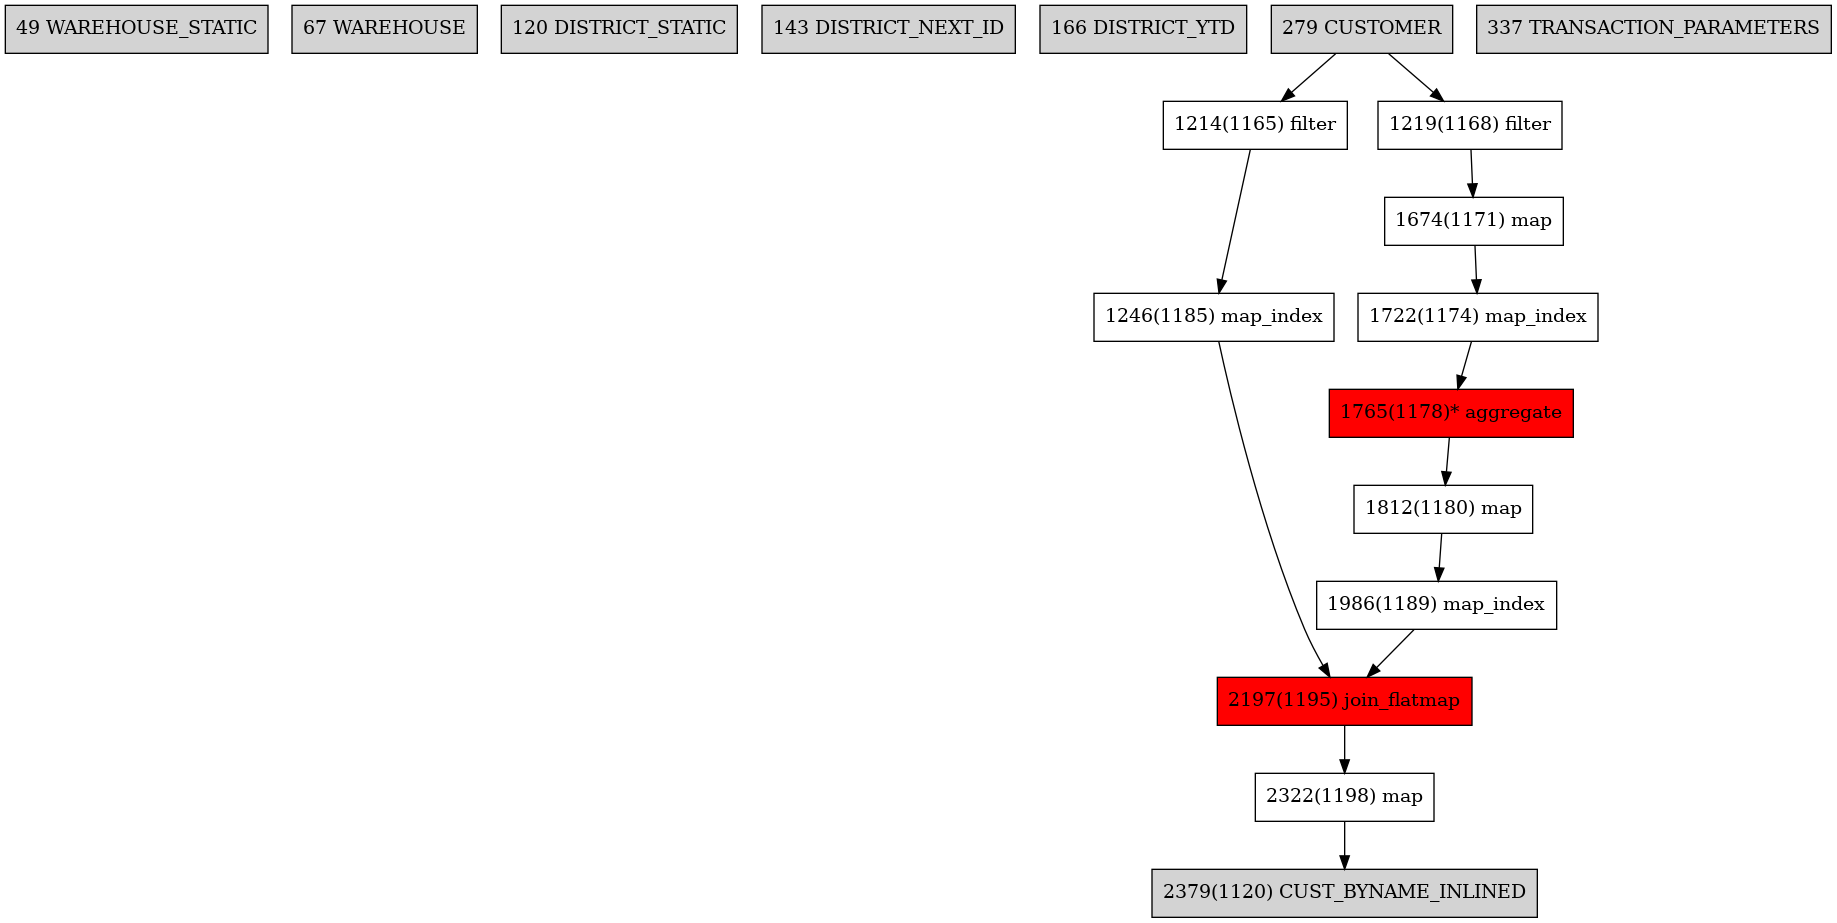 49 WAREHOUSE_STATIC
67 WAREHOUSE
120 DISTRICT_STATIC
143 DISTRICT_NEXT_ID
166 DISTRICT_YTD
279 CUSTOMER
337 TRANSACTION_PARAMETERS
1214(1165) filter
1219(1168) filter
1674(1171) map
1246(1185) map_index
1722(1174) map_index
1765(1178)* aggregate
1812(1180) map
1986(1189) map_index
2197(1195) join_flatmap
2322(1198) map
2379(1120) CUST_BYNAME_INLINED